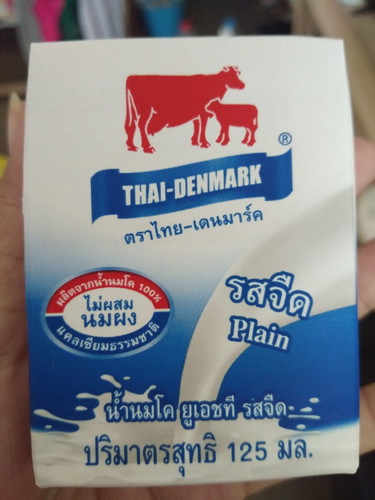 ®
THAI-DENMARK
ตราไทย-เดนมาร์ค
ผลิตจากน้ำนมโค 100%
ไม่ผสม
นมผง
แคลเซียมธรรมชาติ
รสจืด
Plain
น้ำนมโค ยูเอชที รสจืด
ปริมาตรสุทธิ 125 มล.